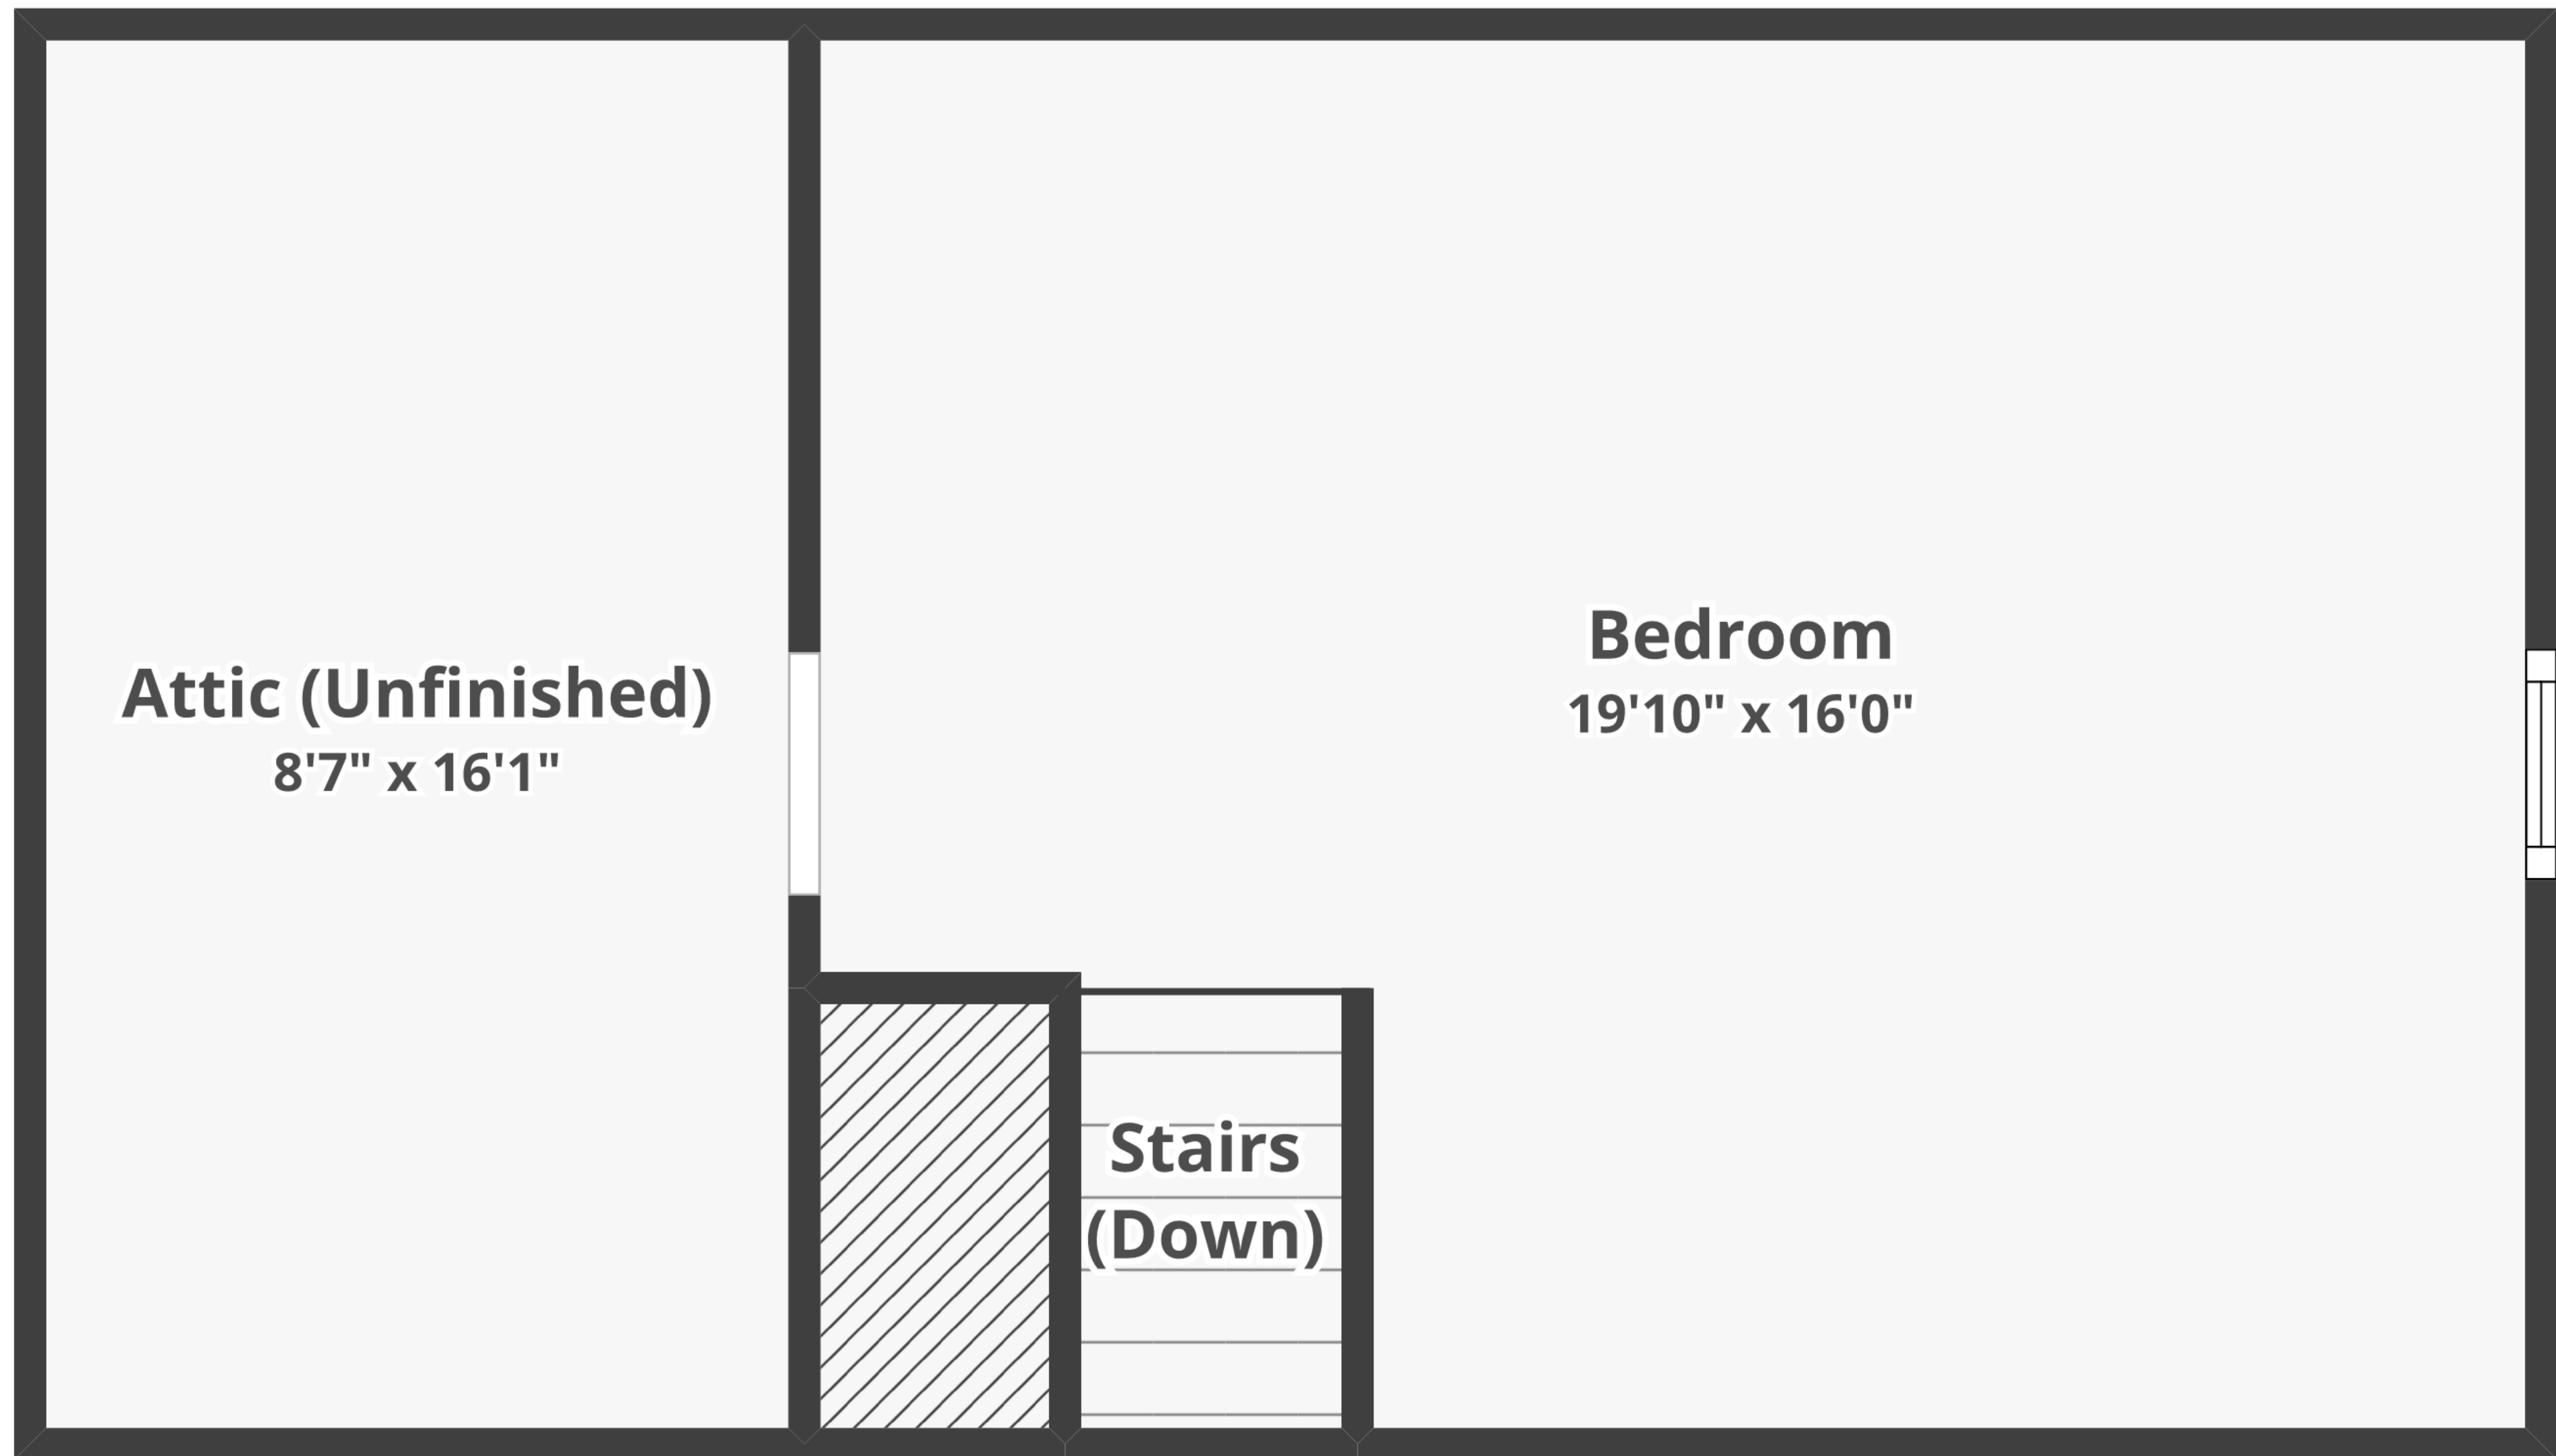 Attic (Unfinished)
8'7" x 16'1"
Bedroom
19'10" x 16'0"
Stairs
(Down)